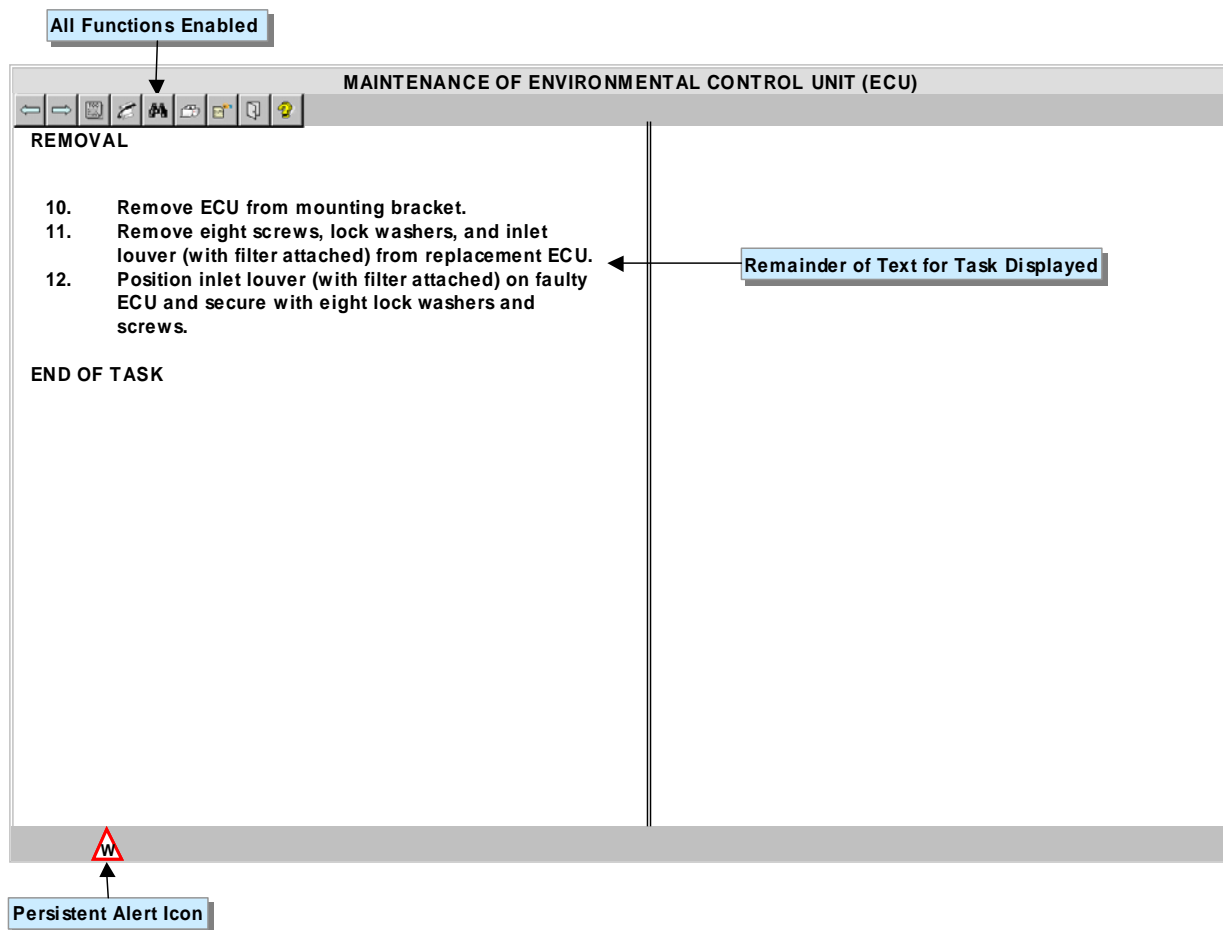 All Functions Enabled
MAINTENANCE OF ENVIRONMENTAL CONTROL UNIT (ECU)
REMOVAL
10. Remove ECU from mounting bracket.
11. Remove eight screws, lock washers, and inlet
louver (with filter attached) from replacement ECU.
12. Position inlet louver (with filter attached) on faulty
ECU and secure with eight lock washers and
screws.
END OF TASK
Remainder of Text for Task Displayed
W
Persistent Alert Icon